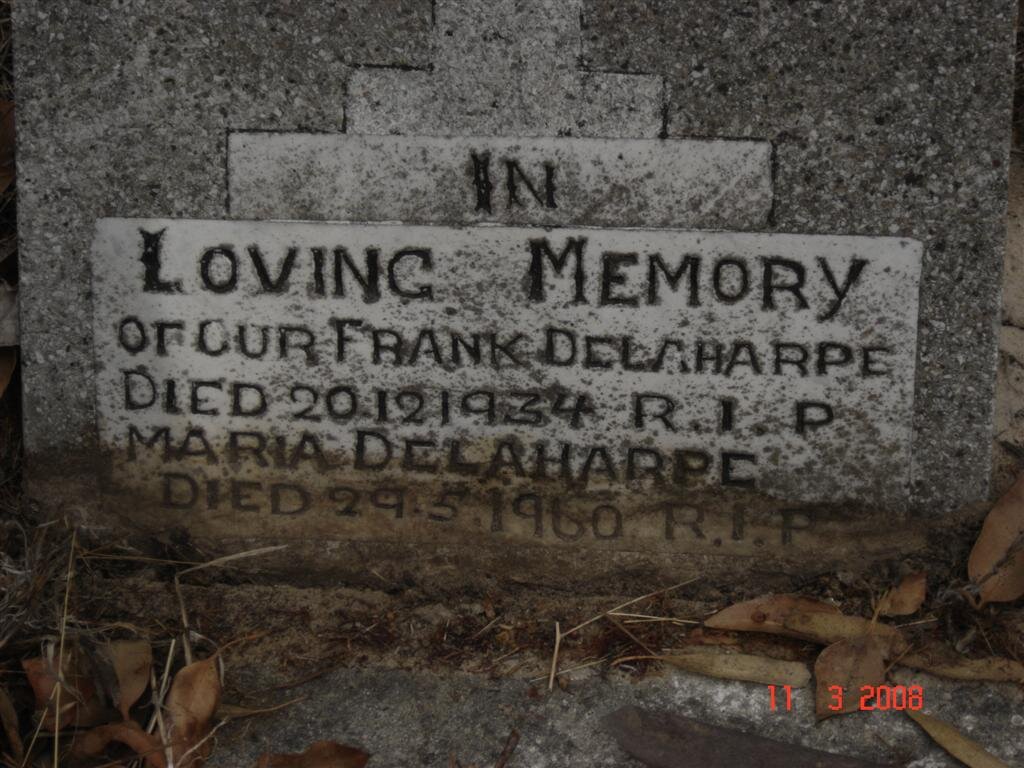 IN
LOVING MEMORY
OF OUR FRANK DELAHARPE
DIED 20.12.1934 R.I.P
MARIA DELAHARPE
DIED 29.5.1960 R.I.P
11 3 2008